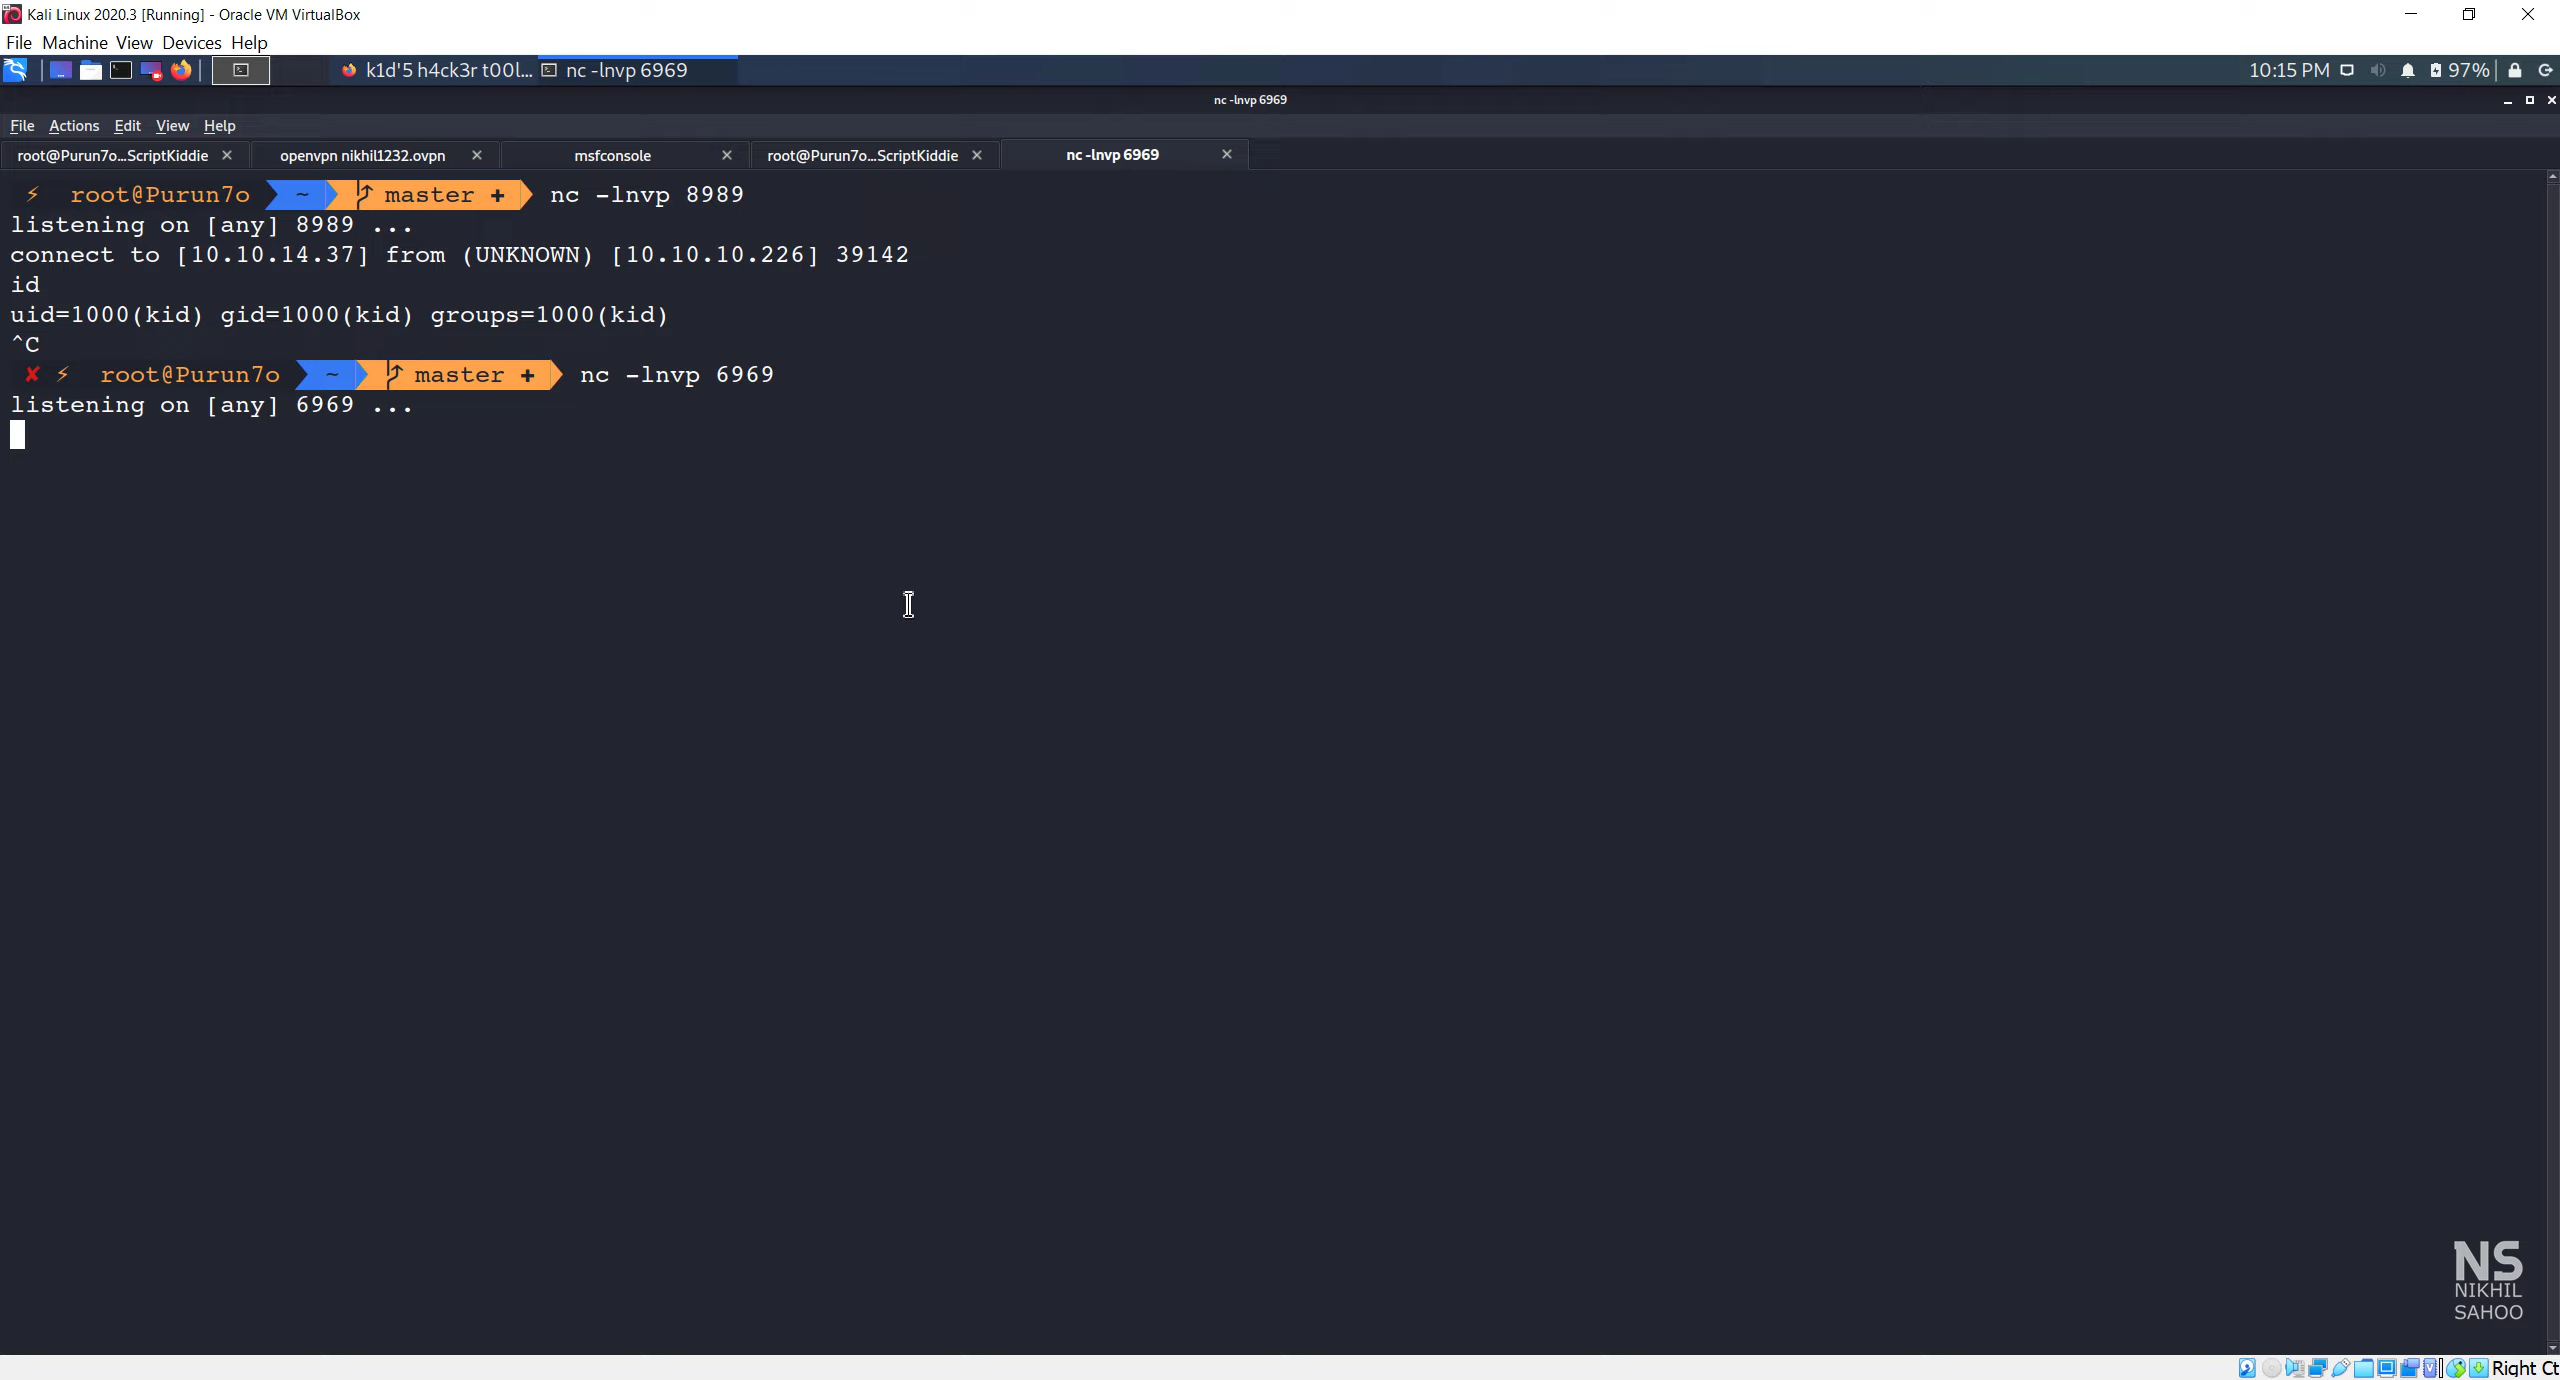 Kali Linux 2020.3 [Running] - Oracle VM VirtualBox
File Machine View Devices Help
k1d'5 h4ck3r t00l... nc -lnvp 6969 10:15 PM 97%
nc -lnvp 6969
File Actions Edit View Help
root@Purun7o...ScriptKiddie openvpn nikhil1232.ovpn msfconsole root@Purun7o...ScriptKiddie nc -lnvp 6969
⚡ root@Purun7o ~ master + nc -lnvp 8989
listening on [any] 8989 ...
connect to [10.10.14.37] from (UNKNOWN) [10.10.10.226] 39142
id
uid=1000(kid) gid=1000(kid) groups=1000(kid)
^C
✘ ⚡ root@Purun7o ~ master + nc -lnvp 6969
listening on [any] 6969 ...
NS
NIKHIL
SAHOO
Right Ct